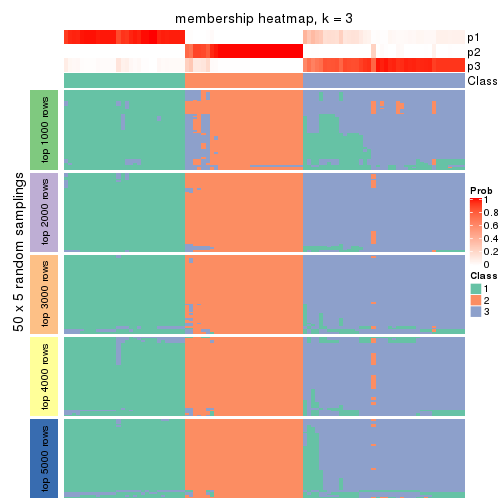 membership heatmap, k = 3
p1
p2
p3
Class
50 x 5 random samplings
top 1000 rows
top 2000 rows
top 3000 rows
top 4000 rows
top 5000 rows
Prob
1
0.8
0.6
0.4
0.2
0
Class
1
2
3